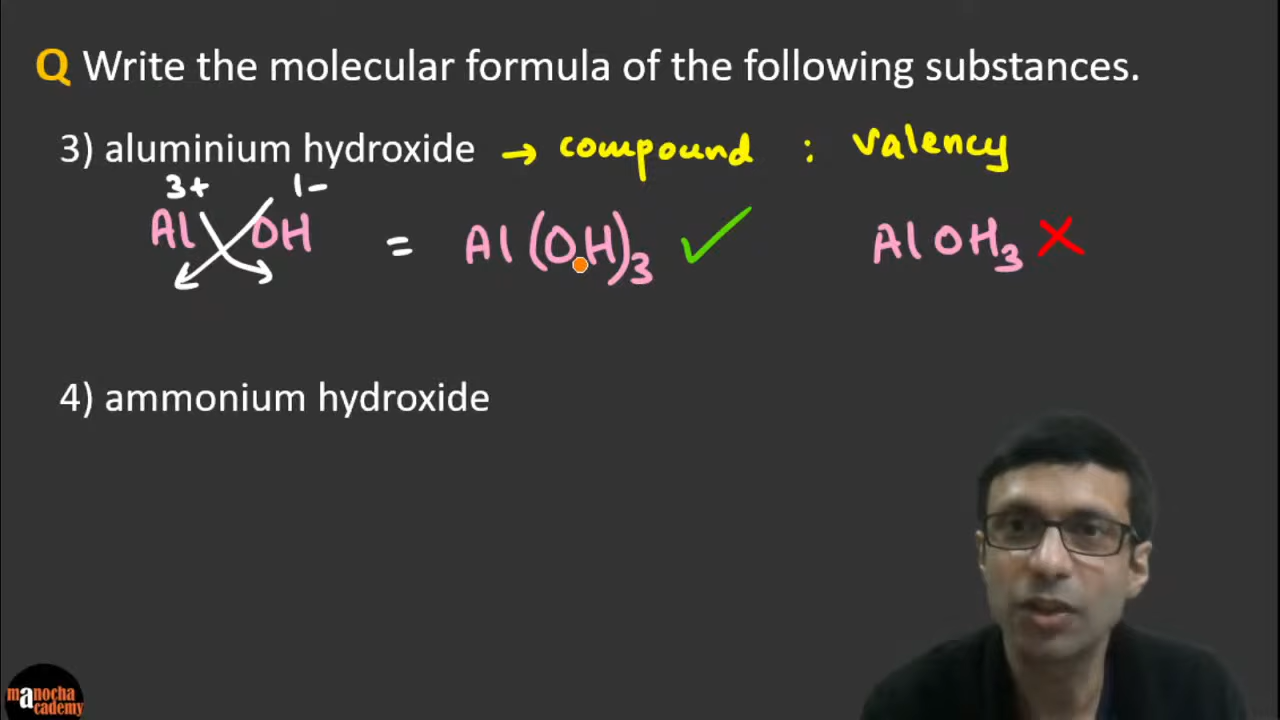 Q Write the molecular formula of the following substances.
3) aluminium hydroxide → compound : valency
3+ 1-
Al OH = Al(OH)3 ✓ AlOH3 ✗
4) ammonium hydroxide
manocha
academy